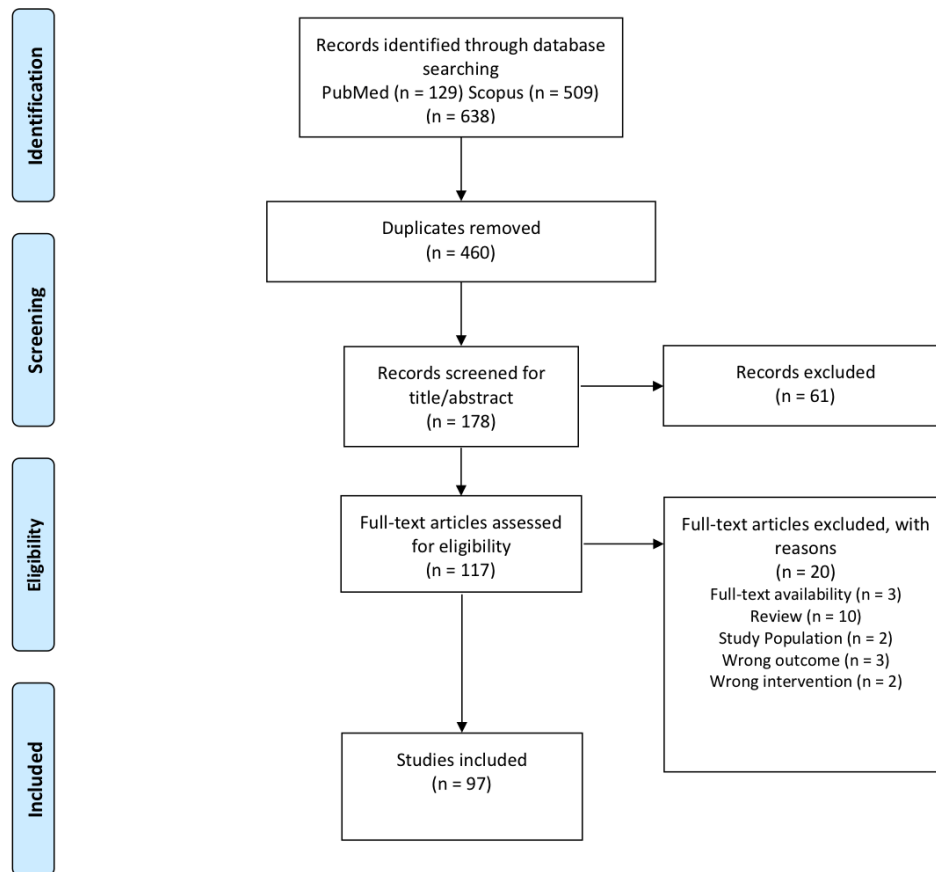 Identification
Records identified through database
searching
PubMed (n = 129) Scopus (n = 509)
(n = 638)
Duplicates removed
(n = 460)
Screening
Records screened for
title/abstract
(n = 178)
Records excluded
(n = 61)
Eligibility
Full-text articles assessed
for eligibility
(n = 117)
Full-text articles excluded, with
reasons
(n = 20)
Full-text availability (n = 3)
Review (n = 10)
Study Population (n = 2)
Wrong outcome (n = 3)
Wrong intervention (n = 2)
Included
Studies included
(n = 97)